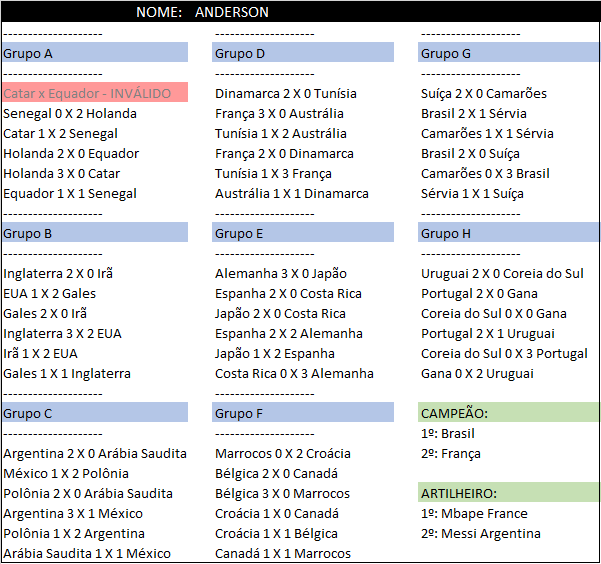 NOME: ANDERSON
--------------------
Grupo A
--------------------
Catar x Equador - INVÁLIDO
Senegal 0 X 2 Holanda
Catar 1 X 2 Senegal
Holanda 2 X 0 Equador
Holanda 3 X 0 Catar
Equador 1 X 1 Senegal
--------------------
Grupo B
--------------------
Inglaterra 2 X 0 Irã
EUA 1 X 2 Gales
Gales 2 X 0 Irã
Inglaterra 3 X 2 EUA
Irã 1 X 2 EUA
Gales 1 X 1 Inglaterra
--------------------
Grupo C
--------------------
Argentina 2 X 0 Arábia Saudita
México 1 X 2 Polônia
Polônia 2 X 0 Arábia Saudita
Argentina 3 X 1 México
Polônia 1 X 2 Argentina
Arábia Saudita 1 X 1 México
--------------------
Grupo D
--------------------
Dinamarca 2 X 0 Tunísia
França 3 X 0 Austrália
Tunísia 1 X 2 Austrália
França 2 X 0 Dinamarca
Tunísia 1 X 3 França
Austrália 1 X 1 Dinamarca
--------------------
Grupo E
--------------------
Alemanha 3 X 0 Japão
Espanha 2 X 0 Costa Rica
Japão 2 X 0 Costa Rica
Espanha 2 X 2 Alemanha
Japão 1 X 2 Espanha
Costa Rica 0 X 3 Alemanha
--------------------
Grupo F
--------------------
Marrocos 0 X 2 Croácia
Bélgica 2 X 0 Canadá
Bélgica 3 X 0 Marrocos
Croácia 1 X 0 Canadá
Croácia 1 X 1 Bélgica
Canadá 1 X 1 Marrocos
--------------------
Grupo G
--------------------
Suíça 2 X 0 Camarões
Brasil 2 X 1 Sérvia
Camarões 1 X 1 Sérvia
Brasil 2 X 0 Suíça
Camarões 0 X 3 Brasil
Sérvia 1 X 1 Suíça
--------------------
Grupo H
--------------------
Uruguai 2 X 0 Coreia do Sul
Portugal 2 X 0 Gana
Coreia do Sul 0 X 0 Gana
Portugal 2 X 1 Uruguai
Coreia do Sul 0 X 3 Portugal
Gana 0 X 2 Uruguai
CAMPEÃO:
1º: Brasil
2º: França
ARTILHEIRO:
1º: Mbape France
2º: Messi Argentina